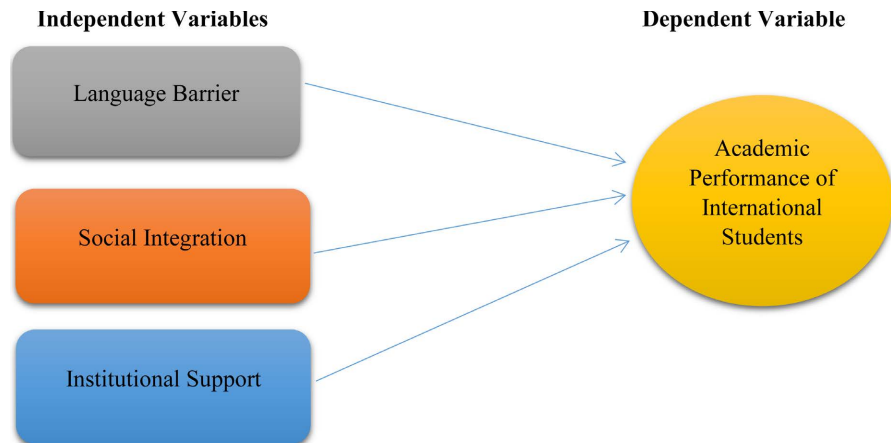 Independent Variables
Dependent Variable
Language Barrier
Social Integration
Institutional Support
Academic
Performance of
International
Students